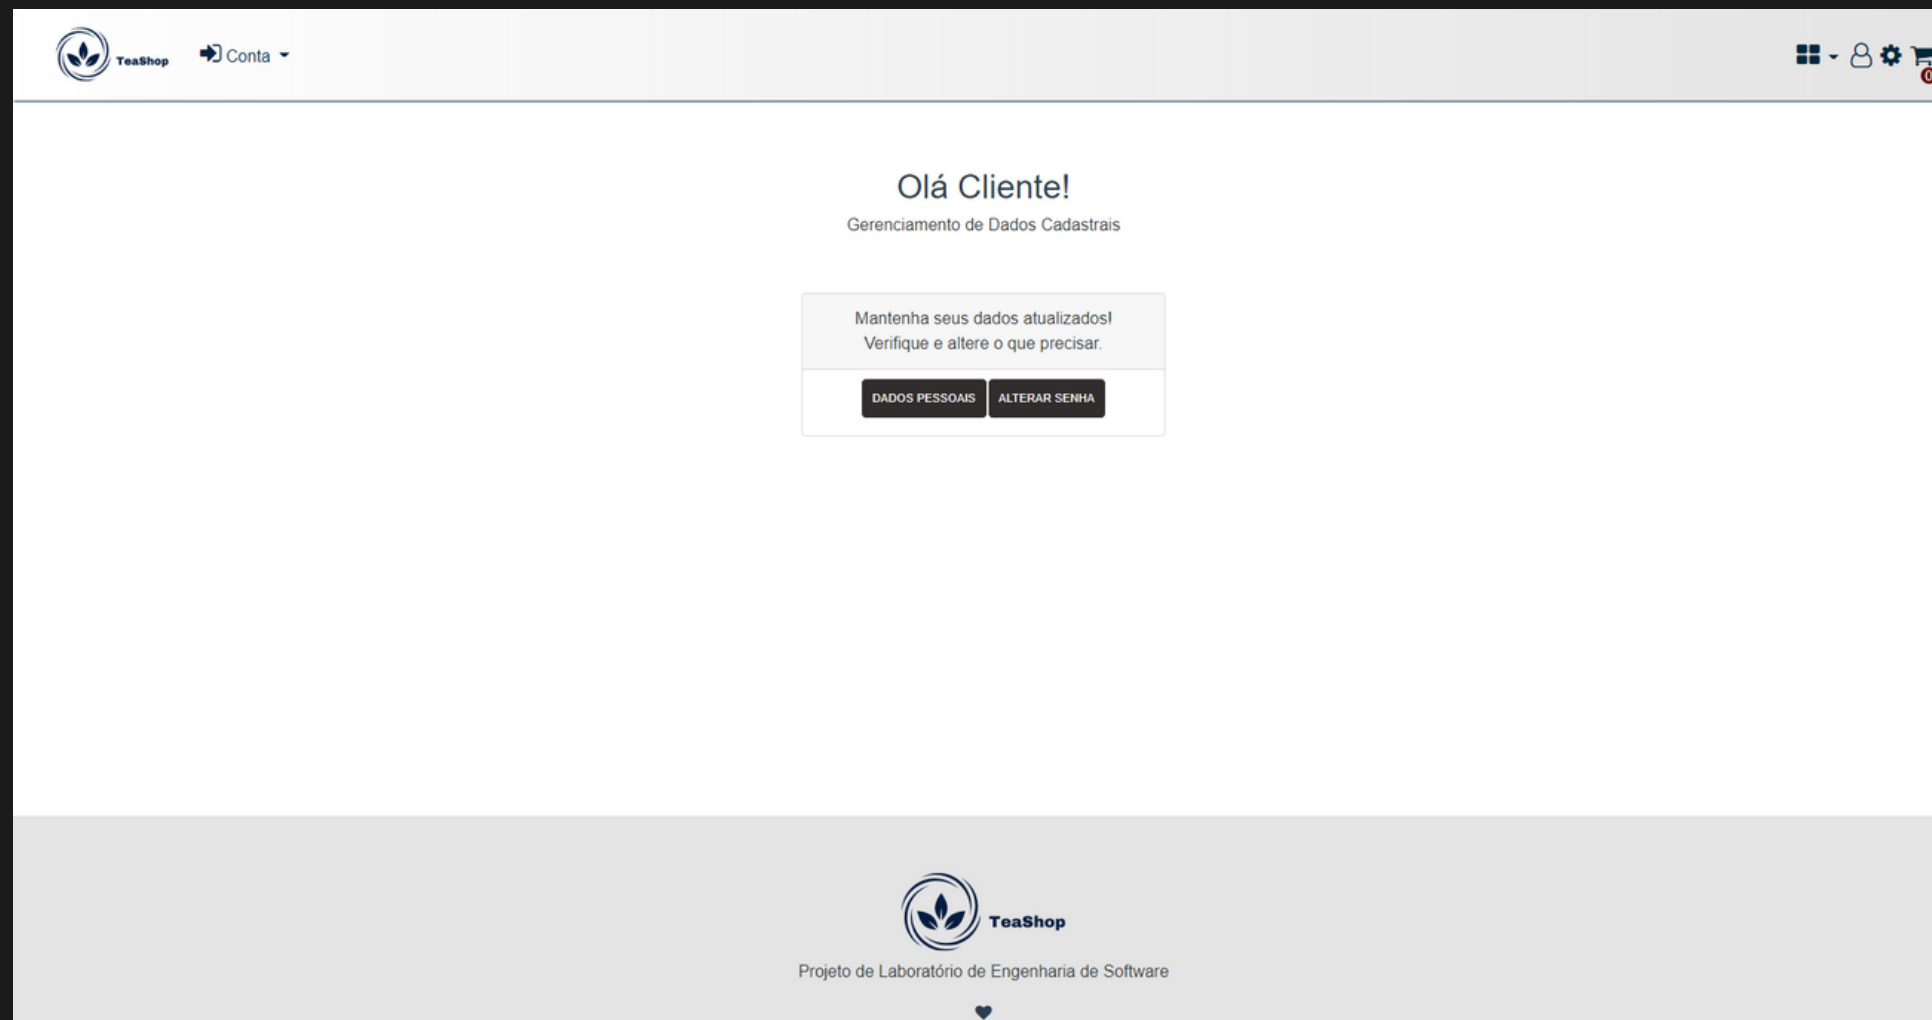 TeaShop
Conta
0
Olá Cliente!
Gerenciamento de Dados Cadastrais
Mantenha seus dados atualizados!
Verifique e altere o que precisar.
DADOS PESSOAIS ALTERAR SENHA
TeaShop
Projeto de Laboratório de Engenharia de Software